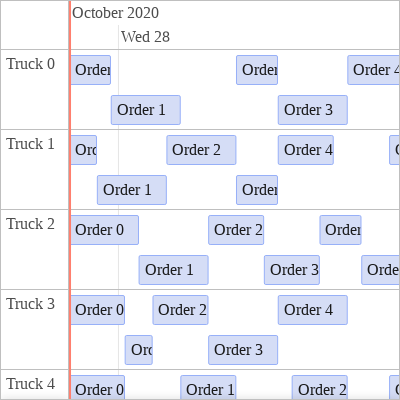 October 2020
Wed 28
Truck 0
Order
Order
Order 4
Order 1
Order 3
Truck 1
Orc
Order 2
Order 4
Order 1
Order
Truck 2
Order 0
Order 2
Order
Order 1
Order 3
Orde
Truck 3
Order 0
Order 2
Order 4
Orc
Order 3
Truck 4
Order 0
Order 1
Order 2